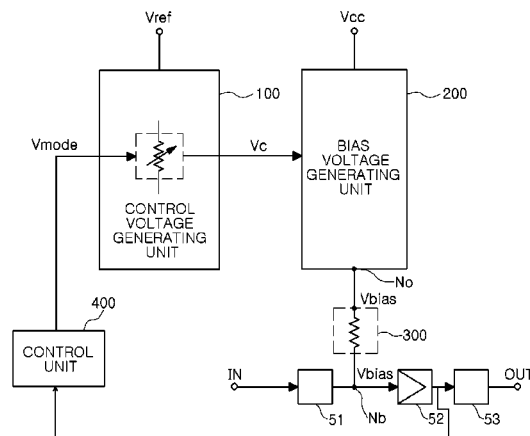 Vref
Vcc
100
200
Vmode
Vc
BIAS
VOLTAGE
GENERATING
UNIT
CONTROL
VOLTAGE
GENERATING
UNIT
No
Vbias
400
300
CONTROL
UNIT
IN
Vbias
OUT
51
Nb
52
53